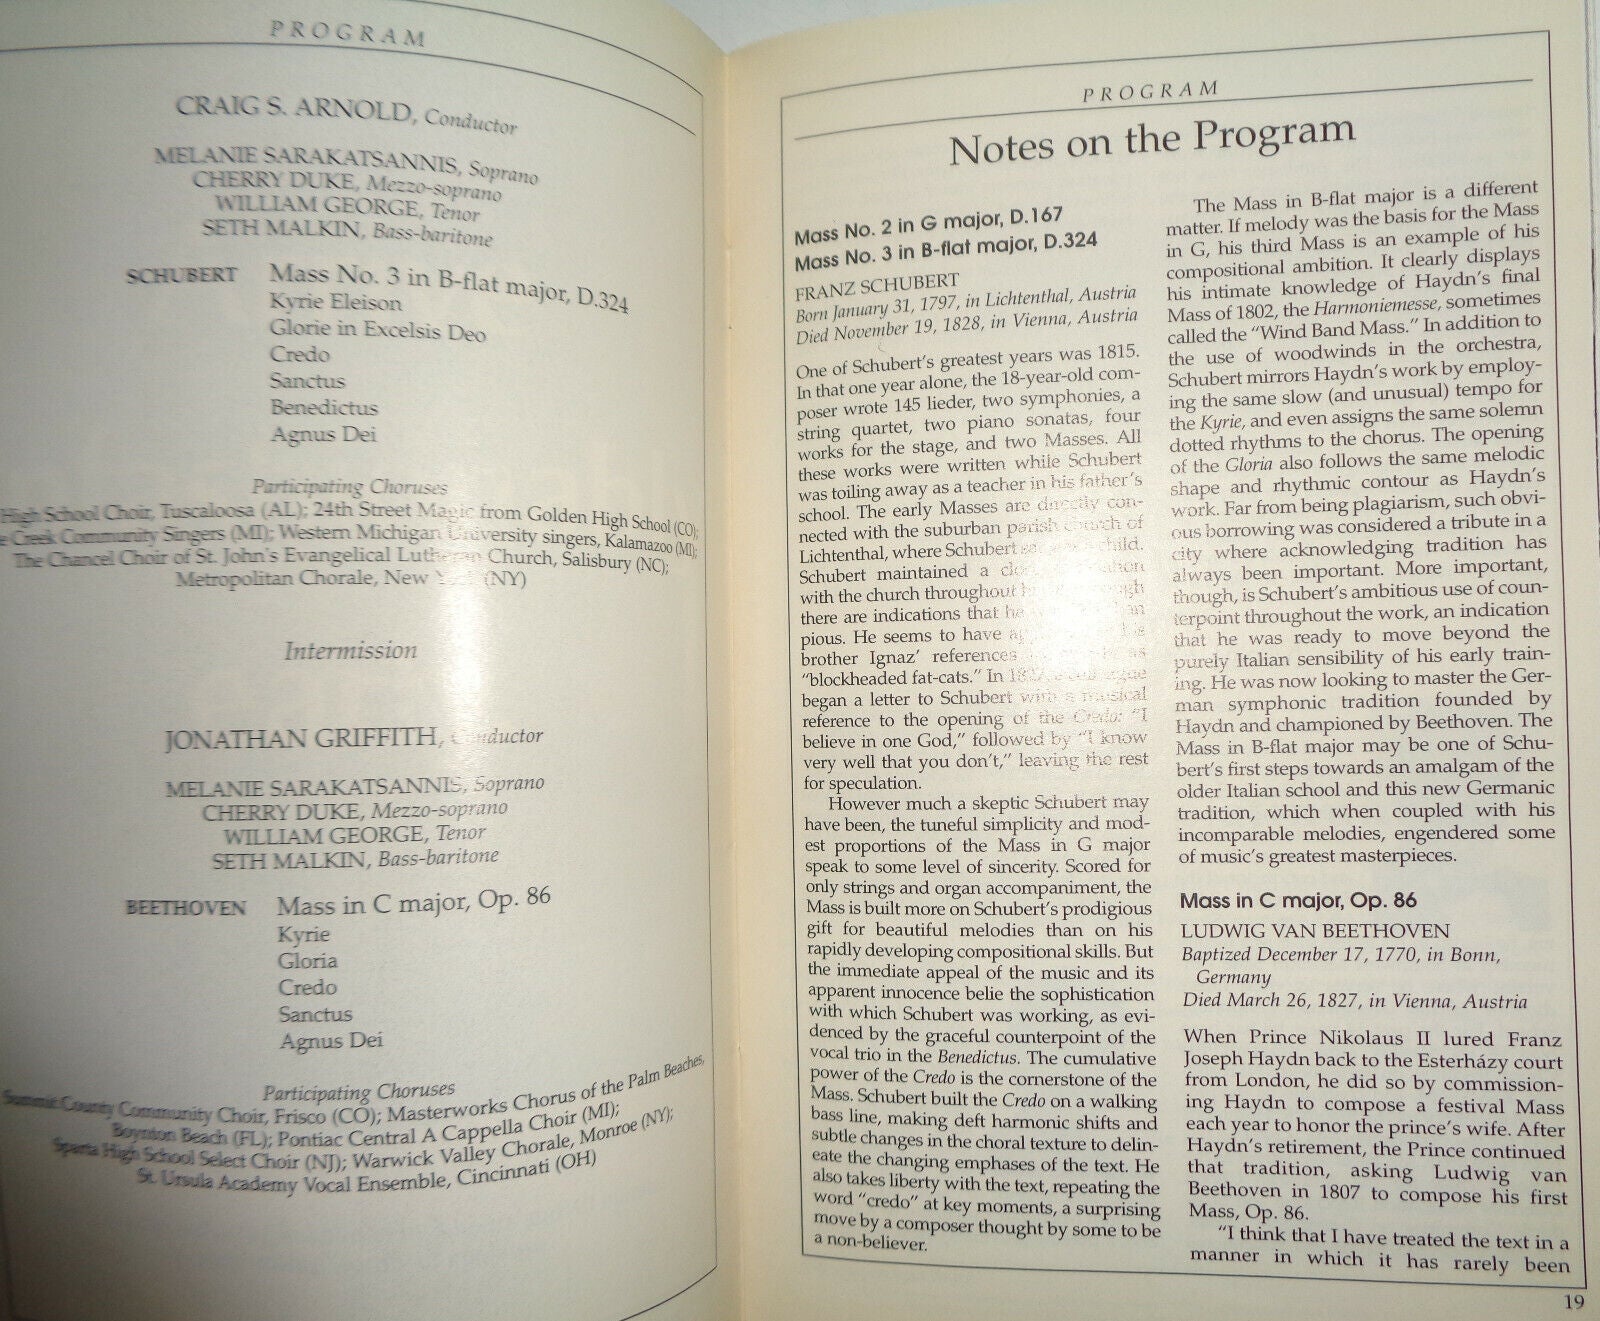 PROGRAM
CRAIG S. ARNOLD, Conductor
MELANIE SARAKATSANNIS, Soprano
CHERRY DUKE, Mezzo-soprano
WILLIAM GEORGE, Tenor
SETH MALKIN, Bass-baritone
SCHUBERT Mass No. 3 in B-flat major, D.324
Kyrie Eleison
Glorie in Excelsis Deo
Credo
Sanctus
Benedictus
Agnus Dei
Participating Choruses
High School Choir, Tuscaloosa (AL); 24th Street Magic from Golden High School (CO);
Creek Community Singers (MI); Western Michigan University singers, Kalamazoo (MI);
The Chancel Choir of St. John's Evangelical Lutheran Church, Salisbury (NC);
Metropolitan Chorale, New York (NY)
Intermission
JONATHAN GRIFFITH, Conductor
MELANIE SARAKATSANNIS, Soprano
CHERRY DUKE, Mezzo-soprano
WILLIAM GEORGE, Tenor
SETH MALKIN, Bass-baritone
BEETHOVEN Mass in C major, Op. 86
Kyrie
Gloria
Credo
Sanctus
Agnus Dei
Participating Choruses
Summit County Community Choir, Frisco (CO); Masterworks Chorus of the Palm Beaches,
Boynton Beach (FL); Pontiac Central A Cappella Choir (MI);
Sparta High School Select Choir (NJ); Warwick Valley Chorale, Monroe (NY);
St. Ursula Academy Vocal Ensemble, Cincinnati (OH)
PROGRAM
Notes on the Program
Mass No. 2 in G major, D.167
Mass No. 3 in B-flat major, D.324
FRANZ SCHUBERT
Born January 31, 1797, in Lichtenthal, Austria
Died November 19, 1828, in Vienna, Austria
One of Schubert's greatest years was 1815.
In that one year alone, the 18-year-old com-
poser wrote 145 lieder, two symphonies, a
string quartet, two piano sonatas, four
works for the stage, and two Masses. All
these works were written while Schubert
was toiling away as a teacher in his father's
school. The early Masses are directly con-
nected with the suburban parish church of
Lichtenthal, where Schubert sang as a child.
Schubert maintained a
with the church throughout
there are indications that he
pious. He seems to have
brother Ignaz' references
"blockheaded fat-cats." In
began a letter to Schubert with a musical
reference to the opening of the Credo: "I
believe in one God," followed by "I know
very well that you don't," leaving the rest
for speculation.
However much a skeptic Schubert may
have been, the tuneful simplicity and mod-
est proportions of the Mass in G major
speak to some level of sincerity. Scored for
only strings and organ accompaniment, the
Mass is built more on Schubert's prodigious
gift for beautiful melodies than on his
rapidly developing compositional skills. But
the immediate appeal of the music and its
apparent innocence belie the sophistication
with which Schubert was working, as evi-
denced by the graceful counterpoint of the
vocal trio in the Benedictus. The cumulative
power of the Credo is the cornerstone of the
Mass. Schubert built the Credo on a walking
bass line, making deft harmonic shifts and
subtle changes in the choral texture to delin-
eate the changing emphases of the text. He
also takes liberty with the text, repeating the
word "credo" at key moments, a surprising
move by a composer thought by some to be
a non-believer.
The Mass in B-flat major is a different
matter. If melody was the basis for the Mass
in G, his third Mass is an example of his
compositional ambition. It clearly displays
his intimate knowledge of Haydn's final
Mass of 1802, the Harmoniemesse, sometimes
called the "Wind Band Mass." In addition to
the use of woodwinds in the orchestra,
Schubert mirrors Haydn's work by employ-
ing the same slow (and unusual) tempo for
the Kyrie, and even assigns the same solemn
dotted rhythms to the chorus. The opening
of the Gloria also follows the same melodic
shape and rhythmic contour as Haydn's
work. Far from being plagiarism, such obvi-
ous borrowing was considered a tribute in a
city where acknowledging tradition has
always been important. More important,
though, is Schubert's ambitious use of coun-
terpoint throughout the work, an indication
that he was ready to move beyond the
purely Italian sensibility of his early train-
ing. He was now looking to master the Ger-
man symphonic tradition founded by
Haydn and championed by Beethoven. The
Mass in B-flat major may be one of Schu-
bert's first steps towards an amalgam of the
older Italian school and this new Germanic
tradition, which when coupled with his
incomparable melodies, engendered some
of music's greatest masterpieces.
Mass in C major, Op. 86
LUDWIG VAN BEETHOVEN
Baptized December 17, 1770, in Bonn,
Germany
Died March 26, 1827, in Vienna, Austria
When Prince Nikolaus II lured Franz
Joseph Haydn back to the Esterházy court
from London, he did so by commission-
ing Haydn to compose a festival Mass
each year to honor the prince's wife. After
Haydn's retirement, the Prince continued
that tradition, asking Ludwig van
Beethoven in 1807 to compose his first
Mass, Op. 86.
"I think that I have treated the text in a
manner in which it has rarely been
19